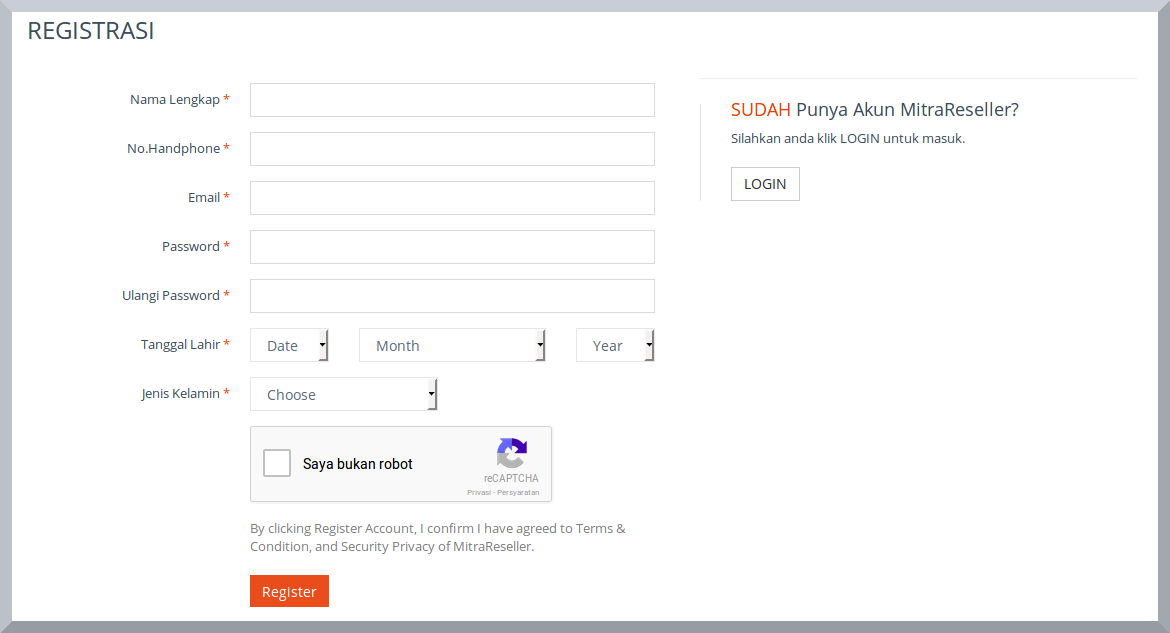 REGISTRASI
Nama Lengkap *
No.Handphone *
Email *
Password *
Ulangi Password *
Tanggal Lahir * Date Month Year
Jenis Kelamin * Choose
Saya bukan robot
reCAPTCHA
Privasi - Persyaratan
By clicking Register Account, I confirm I have agreed to Terms &
Condition, and Security Privacy of MitraReseller.
Register
SUDAH Punya Akun MitraReseller?
Silahkan anda klik LOGIN untuk masuk.
LOGIN